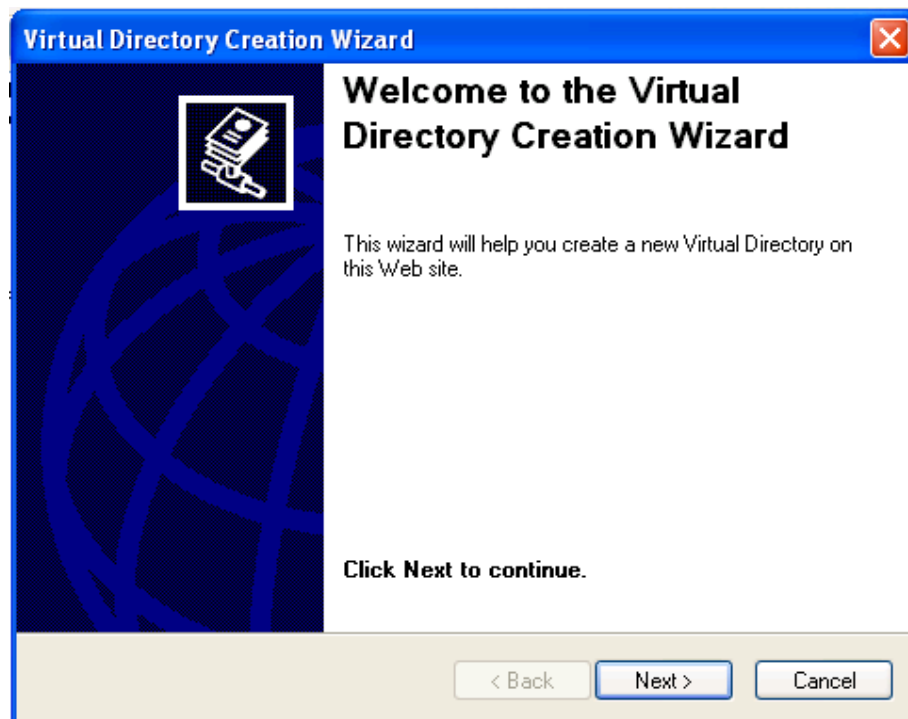 Virtual Directory Creation Wizard
Welcome to the Virtual
Directory Creation Wizard
This wizard will help you create a new Virtual Directory on
this Web site.
Click Next to continue.
< Back Next > Cancel